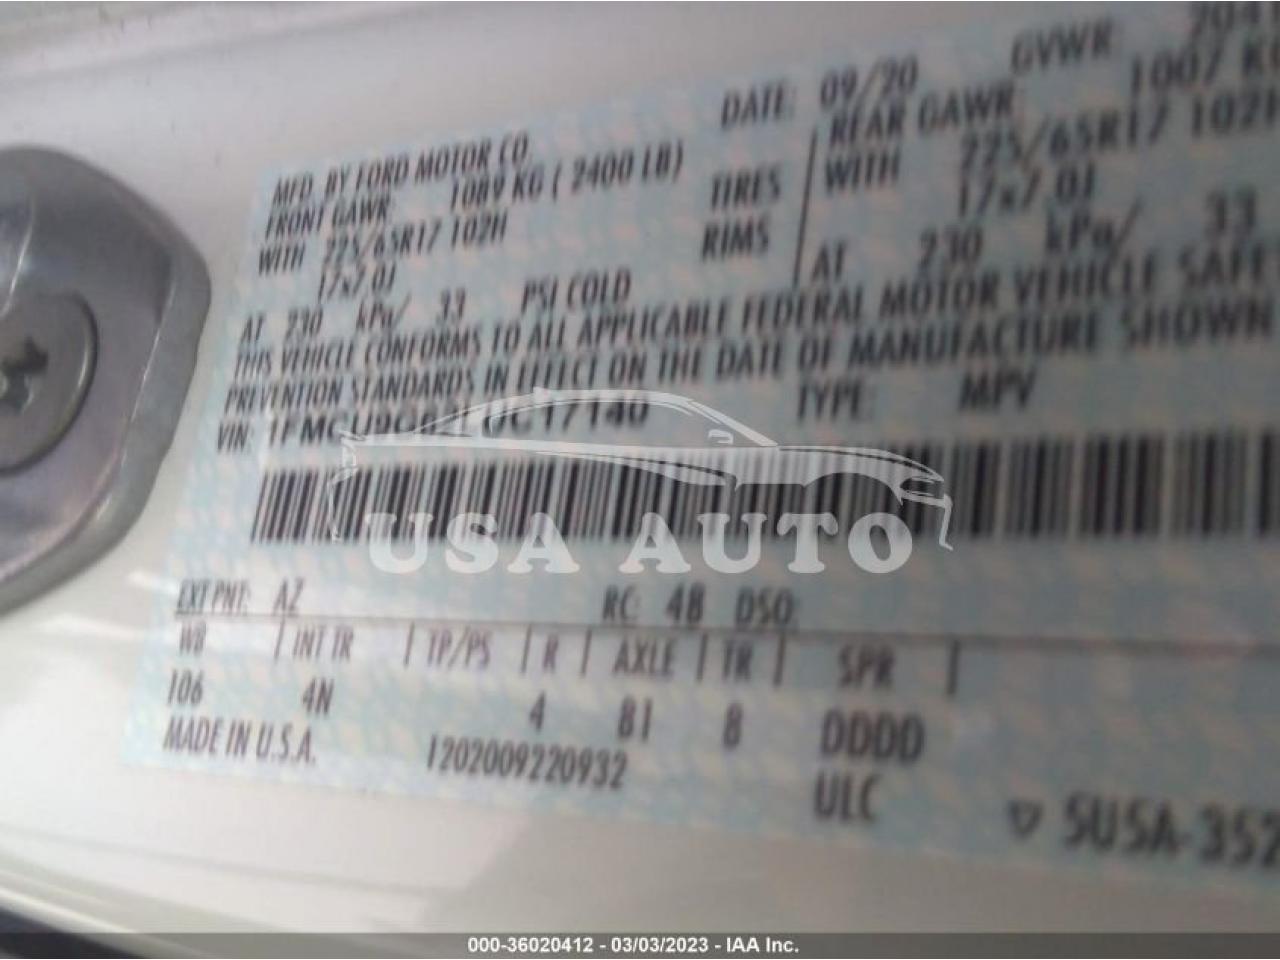 DATE: 09/20 GVWR
MFD. BY FORD MOTOR CO.
FRONT GAWR: 1089 KG ( 2400 LB)
REAR GAWR: 1007 KG
WITH 225/65R17 102H TIRES WITH 225/65R17 102H
17x7.0J RIMS 17x7.0J
AT 230 kPa/ 33 PSI COLD AT 230 kPa/ 33
THIS VEHICLE CONFORMS TO ALL APPLICABLE FEDERAL MOTOR VEHICLE SAFE
PREVENTION STANDARDS IN EFFECT ON THE DATE OF MANUFACTURE SHOWN
VIN: TYPE: MPV
USA AUTO
EXT PNT: AZ RC: 48 DSO:
WB | INT TR | TP/PS | R | AXLE | TR | SPR |
106 4N 4 B1 8 DDDD
MADE IN U.S.A. 1202009220932 ULC
▽ 5U5A-352
000-36020412 - 03/03/2023 - IAA Inc.